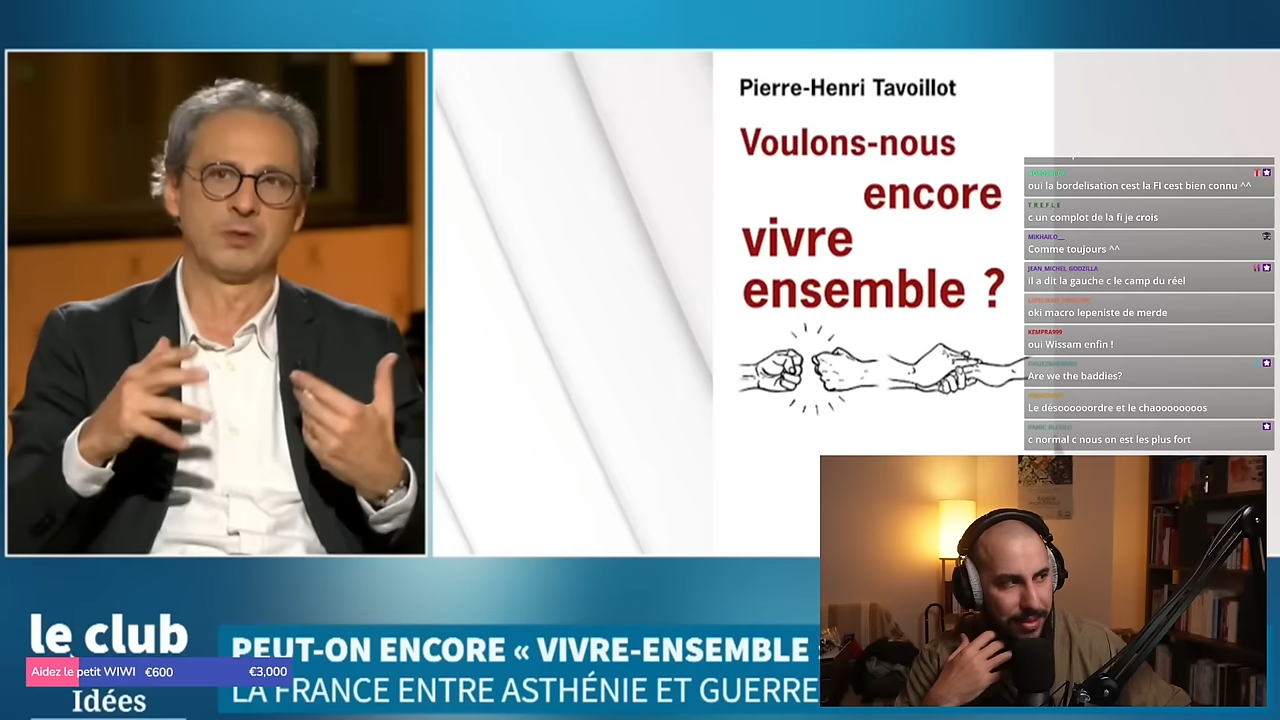 Pierre-Henri Tavoillot
Voulons-nous
encore
vivre
ensemble ?
oui la bordelisation cest la FI cest bien connu ^^
T_R_E_F_L_E
c un complot de la fi je crois
MIKHAILO__
Comme toujours ^^
JEAN_MICHEL_GODZILLA
il a dit la gauche c le camp du réel
oki macro lepeniste de merde
KEMPRA999
oui Wissam enfin !
Are we the baddies?
Le désoooooordre et le chaoooooooos
c normal c nous on est les plus fort
le club
Idées
Aidez le petit WIWI €600 €3,000
PEUT-ON ENCORE « VIVRE-ENSEMBLE
LA FRANCE ENTRE ASTHÉNIE ET GUERRE